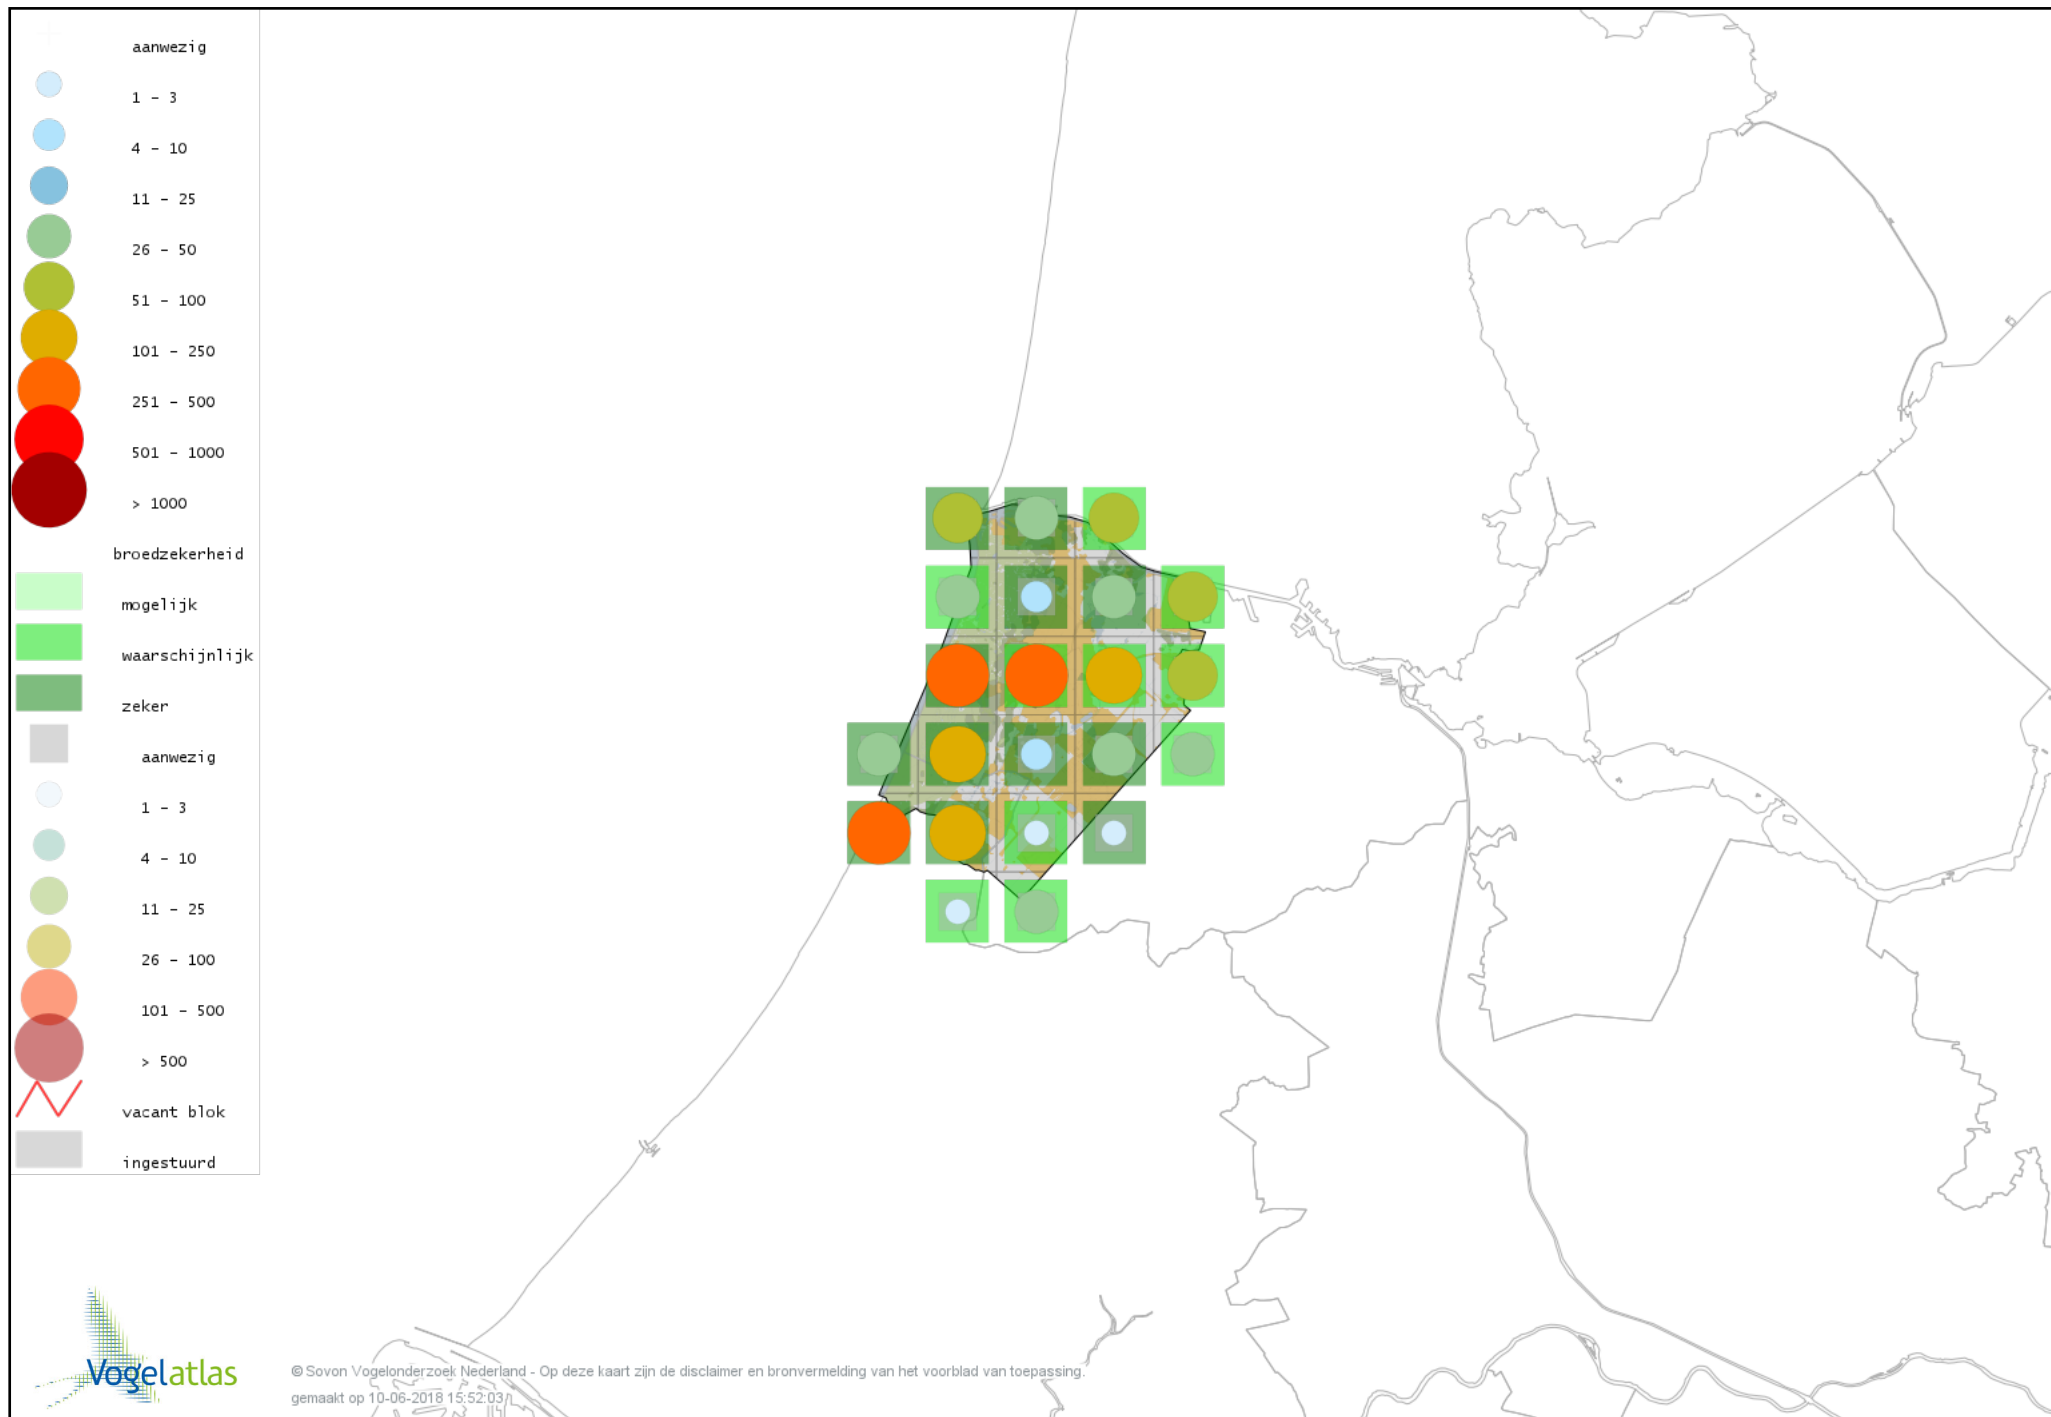 aanwezig
1 - 3
4 - 10
11 - 25
26 - 50
51 - 100
101 - 250
251 - 500
501 - 1000
> 1000
broedzekerheid
mogelijk
waarschijnlijk
zeker
aanwezig
1 - 3
4 - 10
11 - 25
26 - 100
101 - 500
> 500
vacant blok
ingestuurd
Vogelatlas
© Sovon Vogelonderzoek Nederland - Op deze kaart zijn de disclaimer en bronvermelding van het voorblad van toepassing.
gemaakt op 10-06-2018 15:52:03